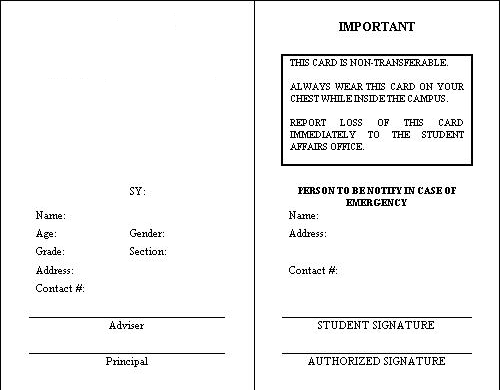 SY:
Name:
Age: Gender:
Grade: Section:
Address:
Contact #:
Adviser
Principal
IMPORTANT
THIS CARD IS NON-TRANSFERABLE.
ALWAYS WEAR THIS CARD ON YOUR
CHEST WHILE INSIDE THE CAMPUS.
REPORT LOSS OF THIS CARD
IMMEDIATELY TO THE STUDENT
AFFAIRS OFFICE.
PERSON TO BE NOTIFY IN CASE OF
EMERGENCY
Name:
Address:
Contact #:
STUDENT SIGNATURE
AUTHORIZED SIGNATURE